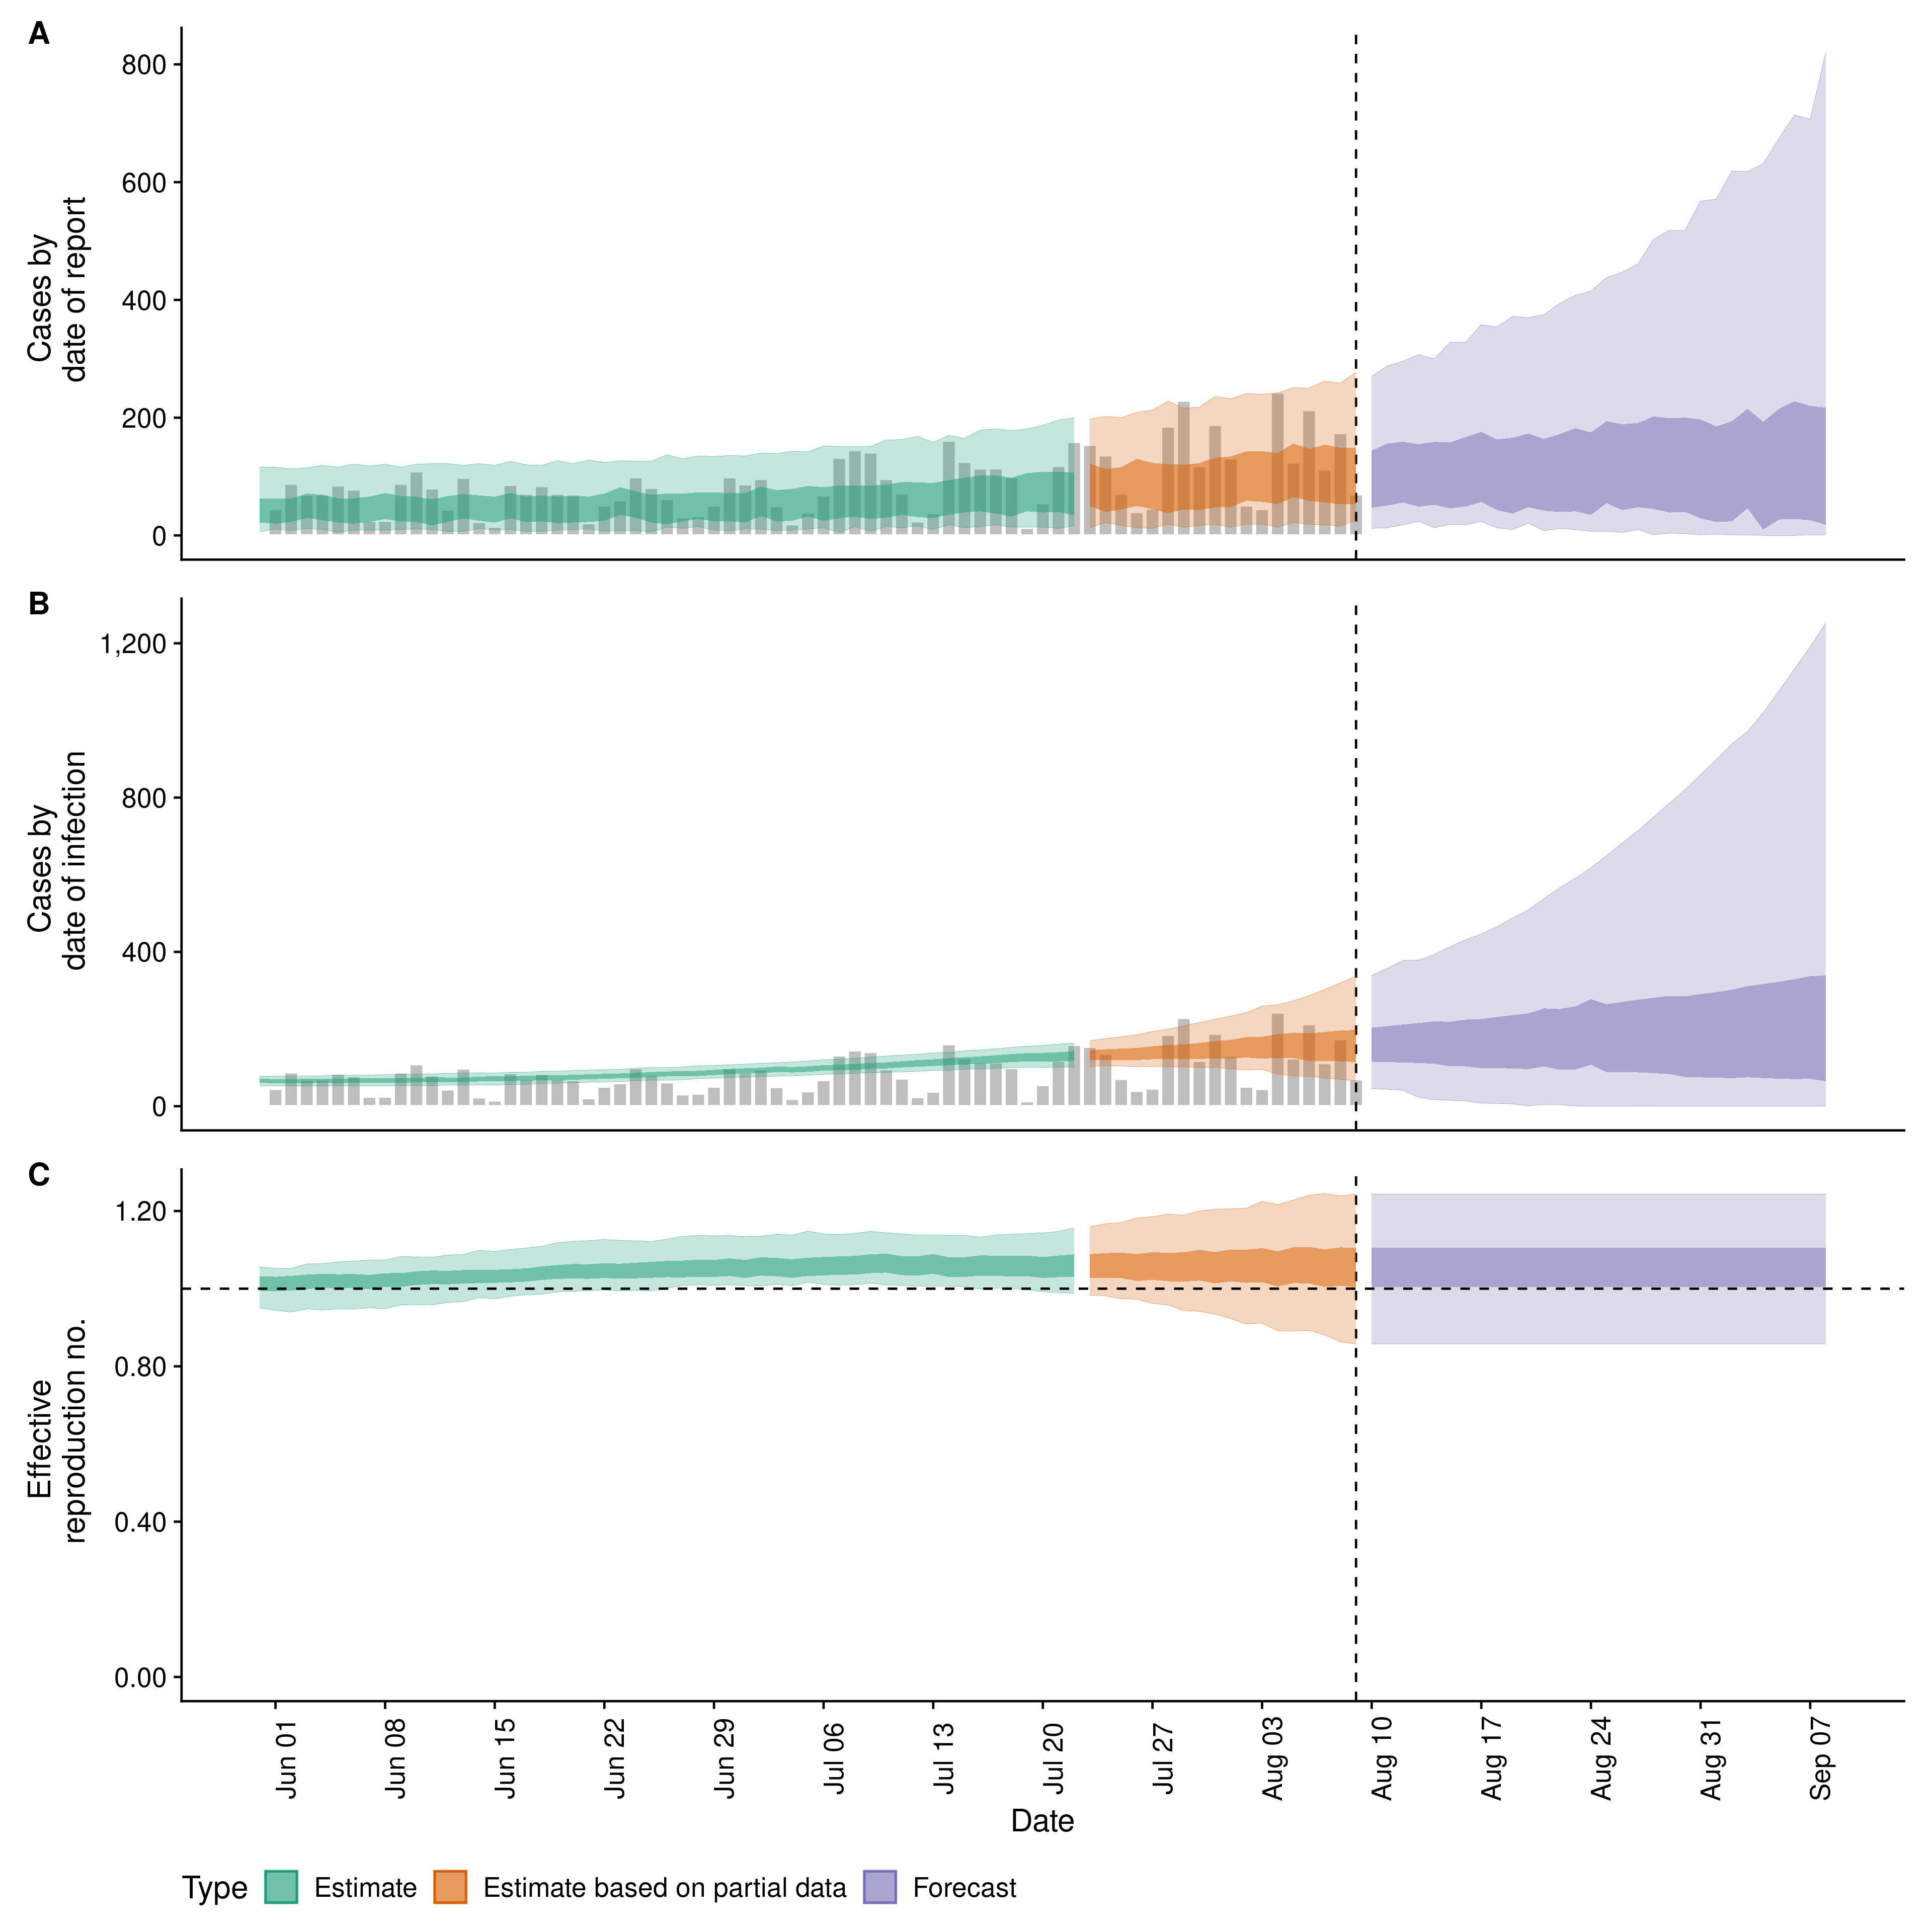 A
Cases by
date of report
800
600
400
200
0
B
Cases by
date of infection
1,200
800
400
0
C
Effective
reproduction no.
1.20
0.80
0.40
0.00
Jun 01
Jun 08
Jun 15
Jun 22
Jun 29
Jul 06
Jul 13
Jul 20
Jul 27
Aug 03
Aug 10
Aug 17
Aug 24
Aug 31
Sep 07
Date
Type Estimate Estimate based on partial data Forecast